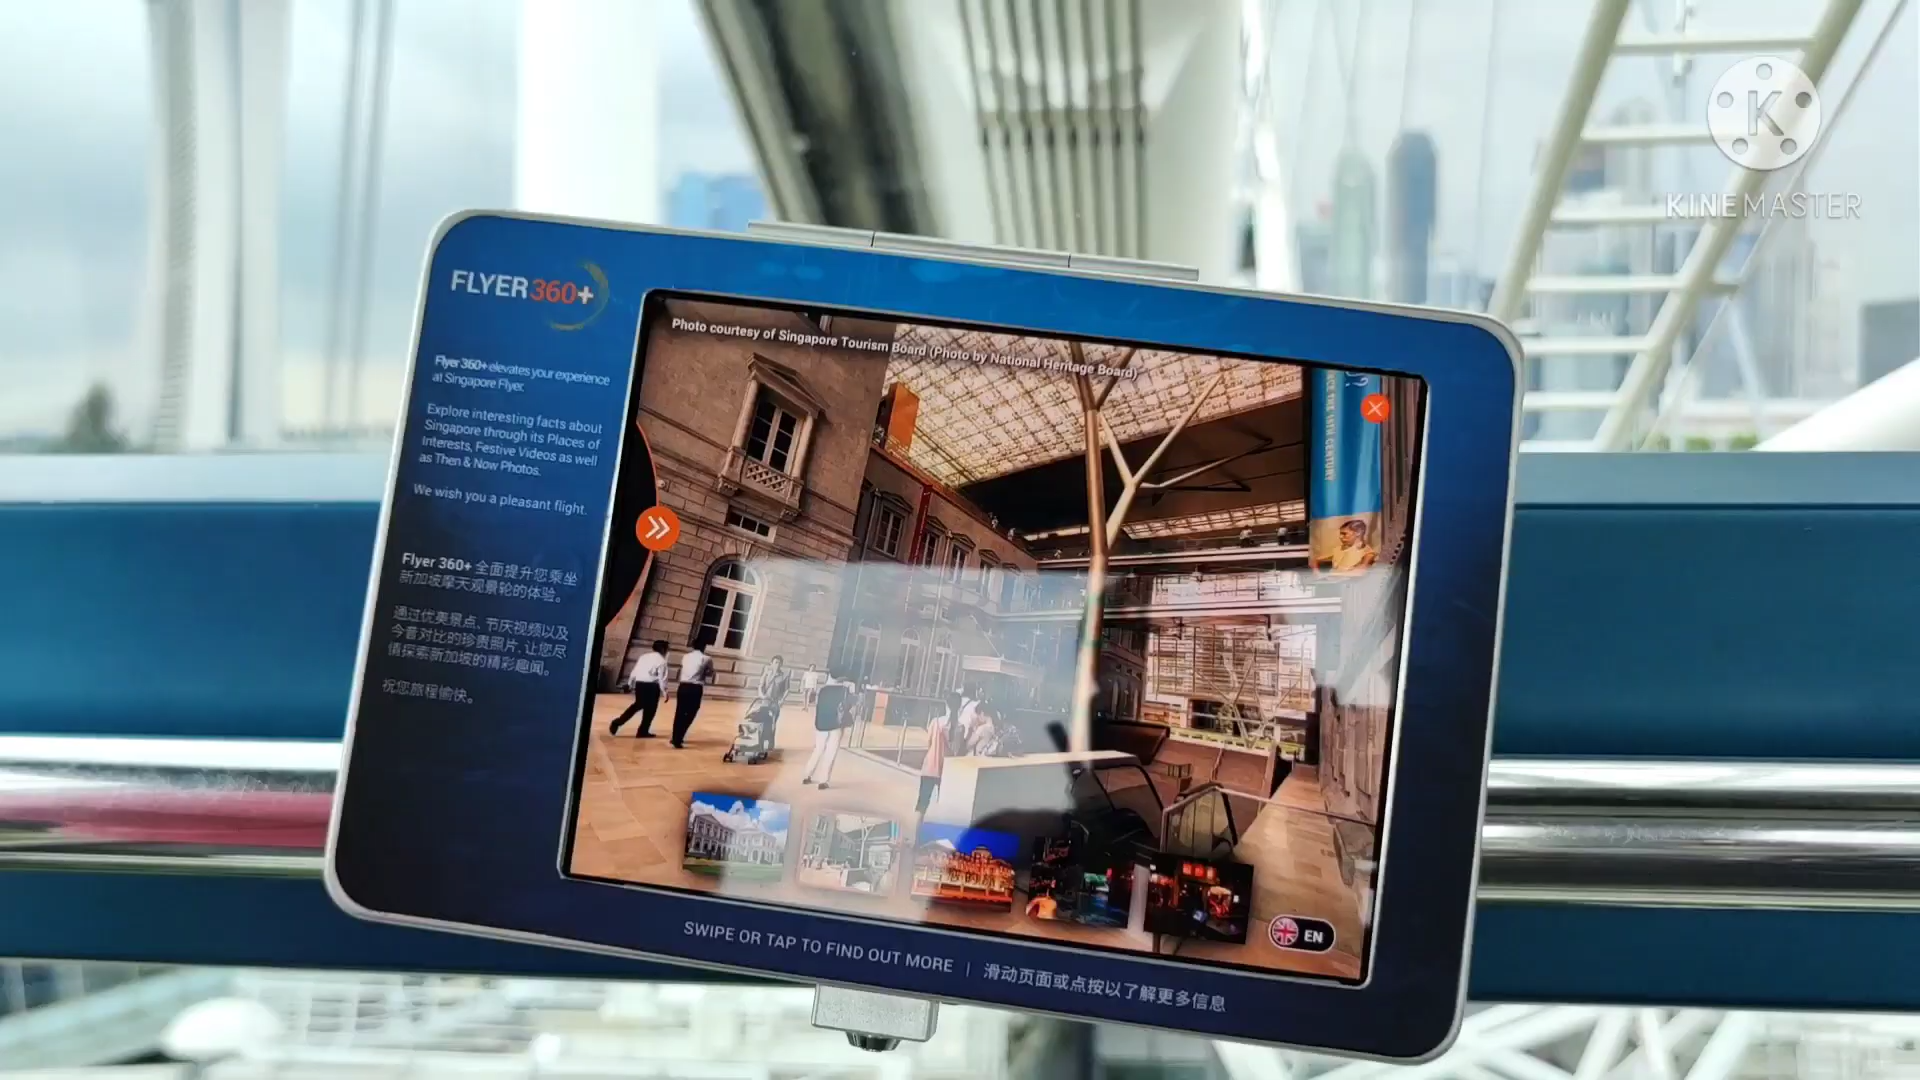 K
KINEMASTER
FLYER360+
Flyer 360+ elevates your experience
at Singapore Flyer.
Explore interesting facts about
Singapore through its Places of
Interests, Festive Videos as well
as Then & Now Photos.
We wish you a pleasant flight.
Flyer 360+ 全面提升您乘坐
新加坡摩天观景轮的体验。
通过优美景点、节庆视频以及
今昔对比的珍贵照片，让您尽
情探索新加坡的精彩趣闻。
祝您旅程愉快。
Photo courtesy of Singapore Tourism Board (Photo by National Heritage Board)
THE 14TH CENTURY
EN
SWIPE OR TAP TO FIND OUT MORE | 滑动页面或点按以了解更多信息